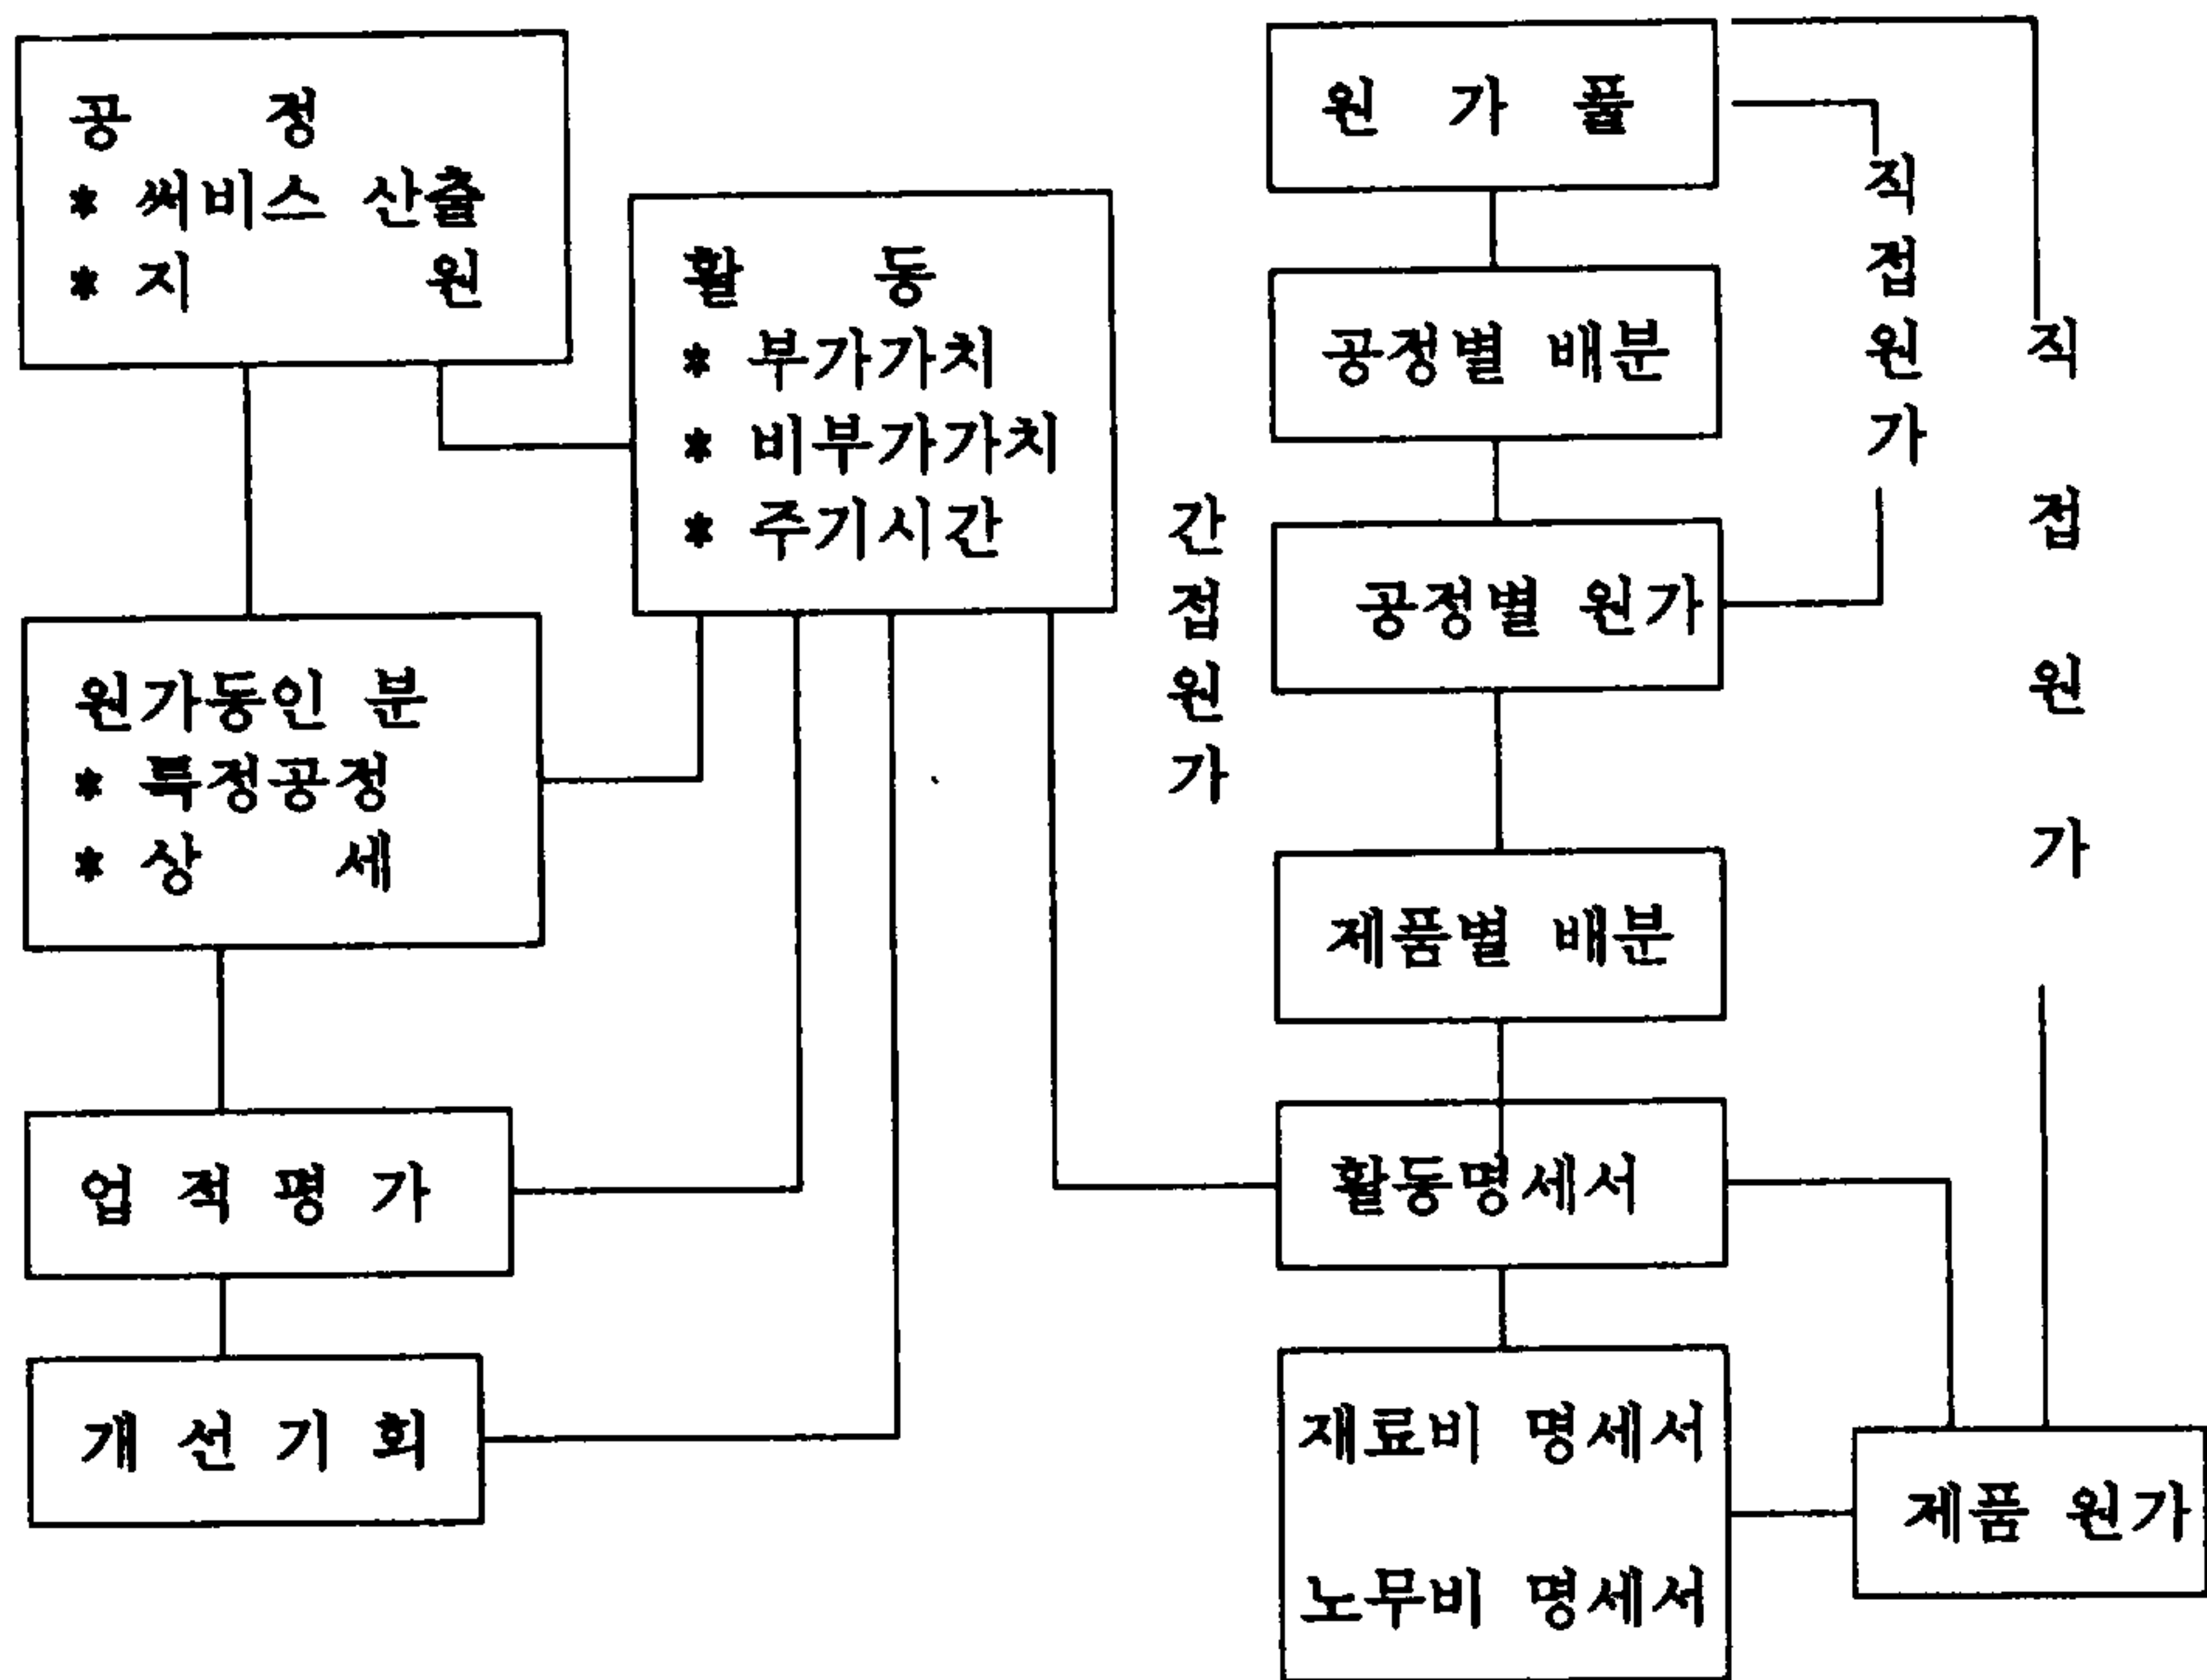 공 정
* 써비스 산출
* 지 원
활 동
* 부가가치
* 비부가가치
* 주기시간
원가동인 분
* 특정공정
* 상 세
업 적 평 가
개 선 기 회
간접원가
원 가 풀
공정별 배분
공정별 원가
제품별 배분
활동명세서
재료비 명세서
노무비 명세서
직접원가
직 접 원 가
제품 원가